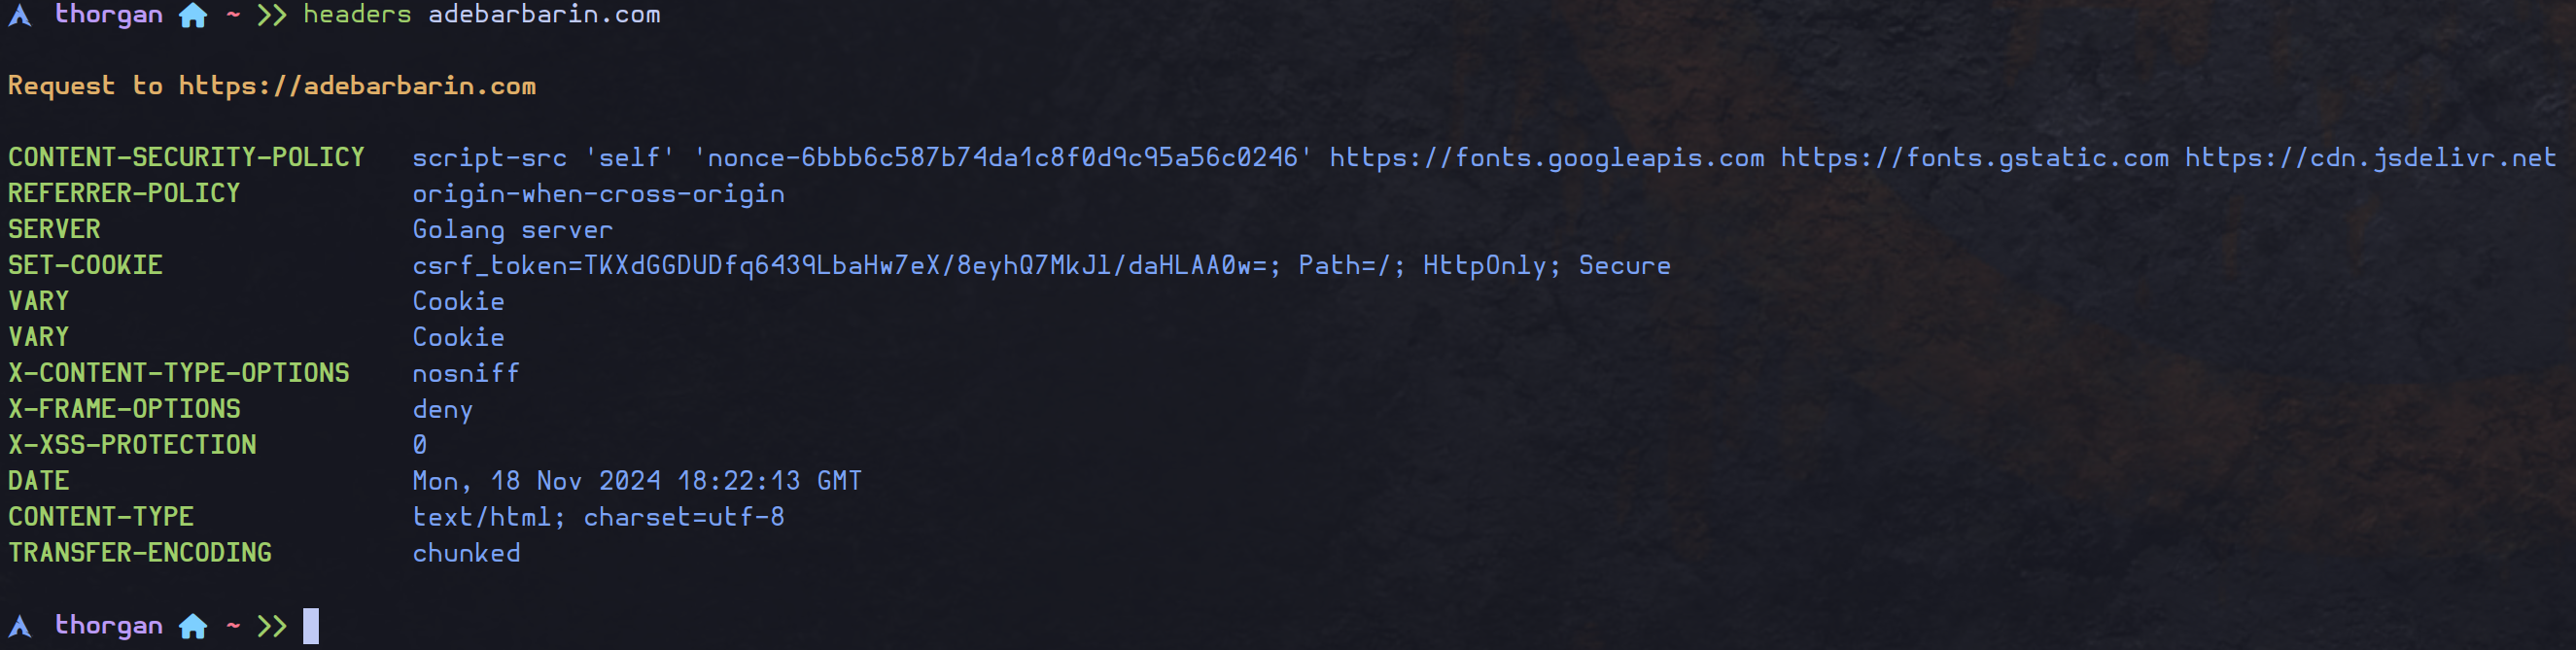 thorgan ~ >> headers adebarbarin.com
Request to https://adebarbarin.com
CONTENT-SECURITY-POLICY script-src 'self' 'nonce-6bbb6c587b74da1c8f0d9c95a56c0246' https://fonts.googleapis.com https://fonts.gstatic.com https://cdn.jsdelivr.net
REFERRER-POLICY origin-when-cross-origin
SERVER Golang server
SET-COOKIE csrf_token=TKXdGGDUDfq6439LbaHw7eX/8eyhQ7MkJl/daHLAA0w=; Path=/; HttpOnly; Secure
VARY Cookie
VARY Cookie
X-CONTENT-TYPE-OPTIONS nosniff
X-FRAME-OPTIONS deny
X-XSS-PROTECTION 0
DATE Mon, 18 Nov 2024 18:22:13 GMT
CONTENT-TYPE text/html; charset=utf-8
TRANSFER-ENCODING chunked
thorgan ~ >>